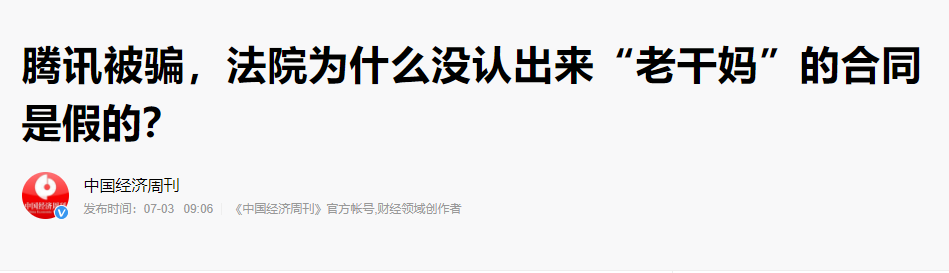 腾讯被骗，法院为什么没认出来“老干妈”的合同
是假的？
中国经济周刊
发布时间：07-03 09:06 《中国经济周刊》官方帐号,财经领域创作者